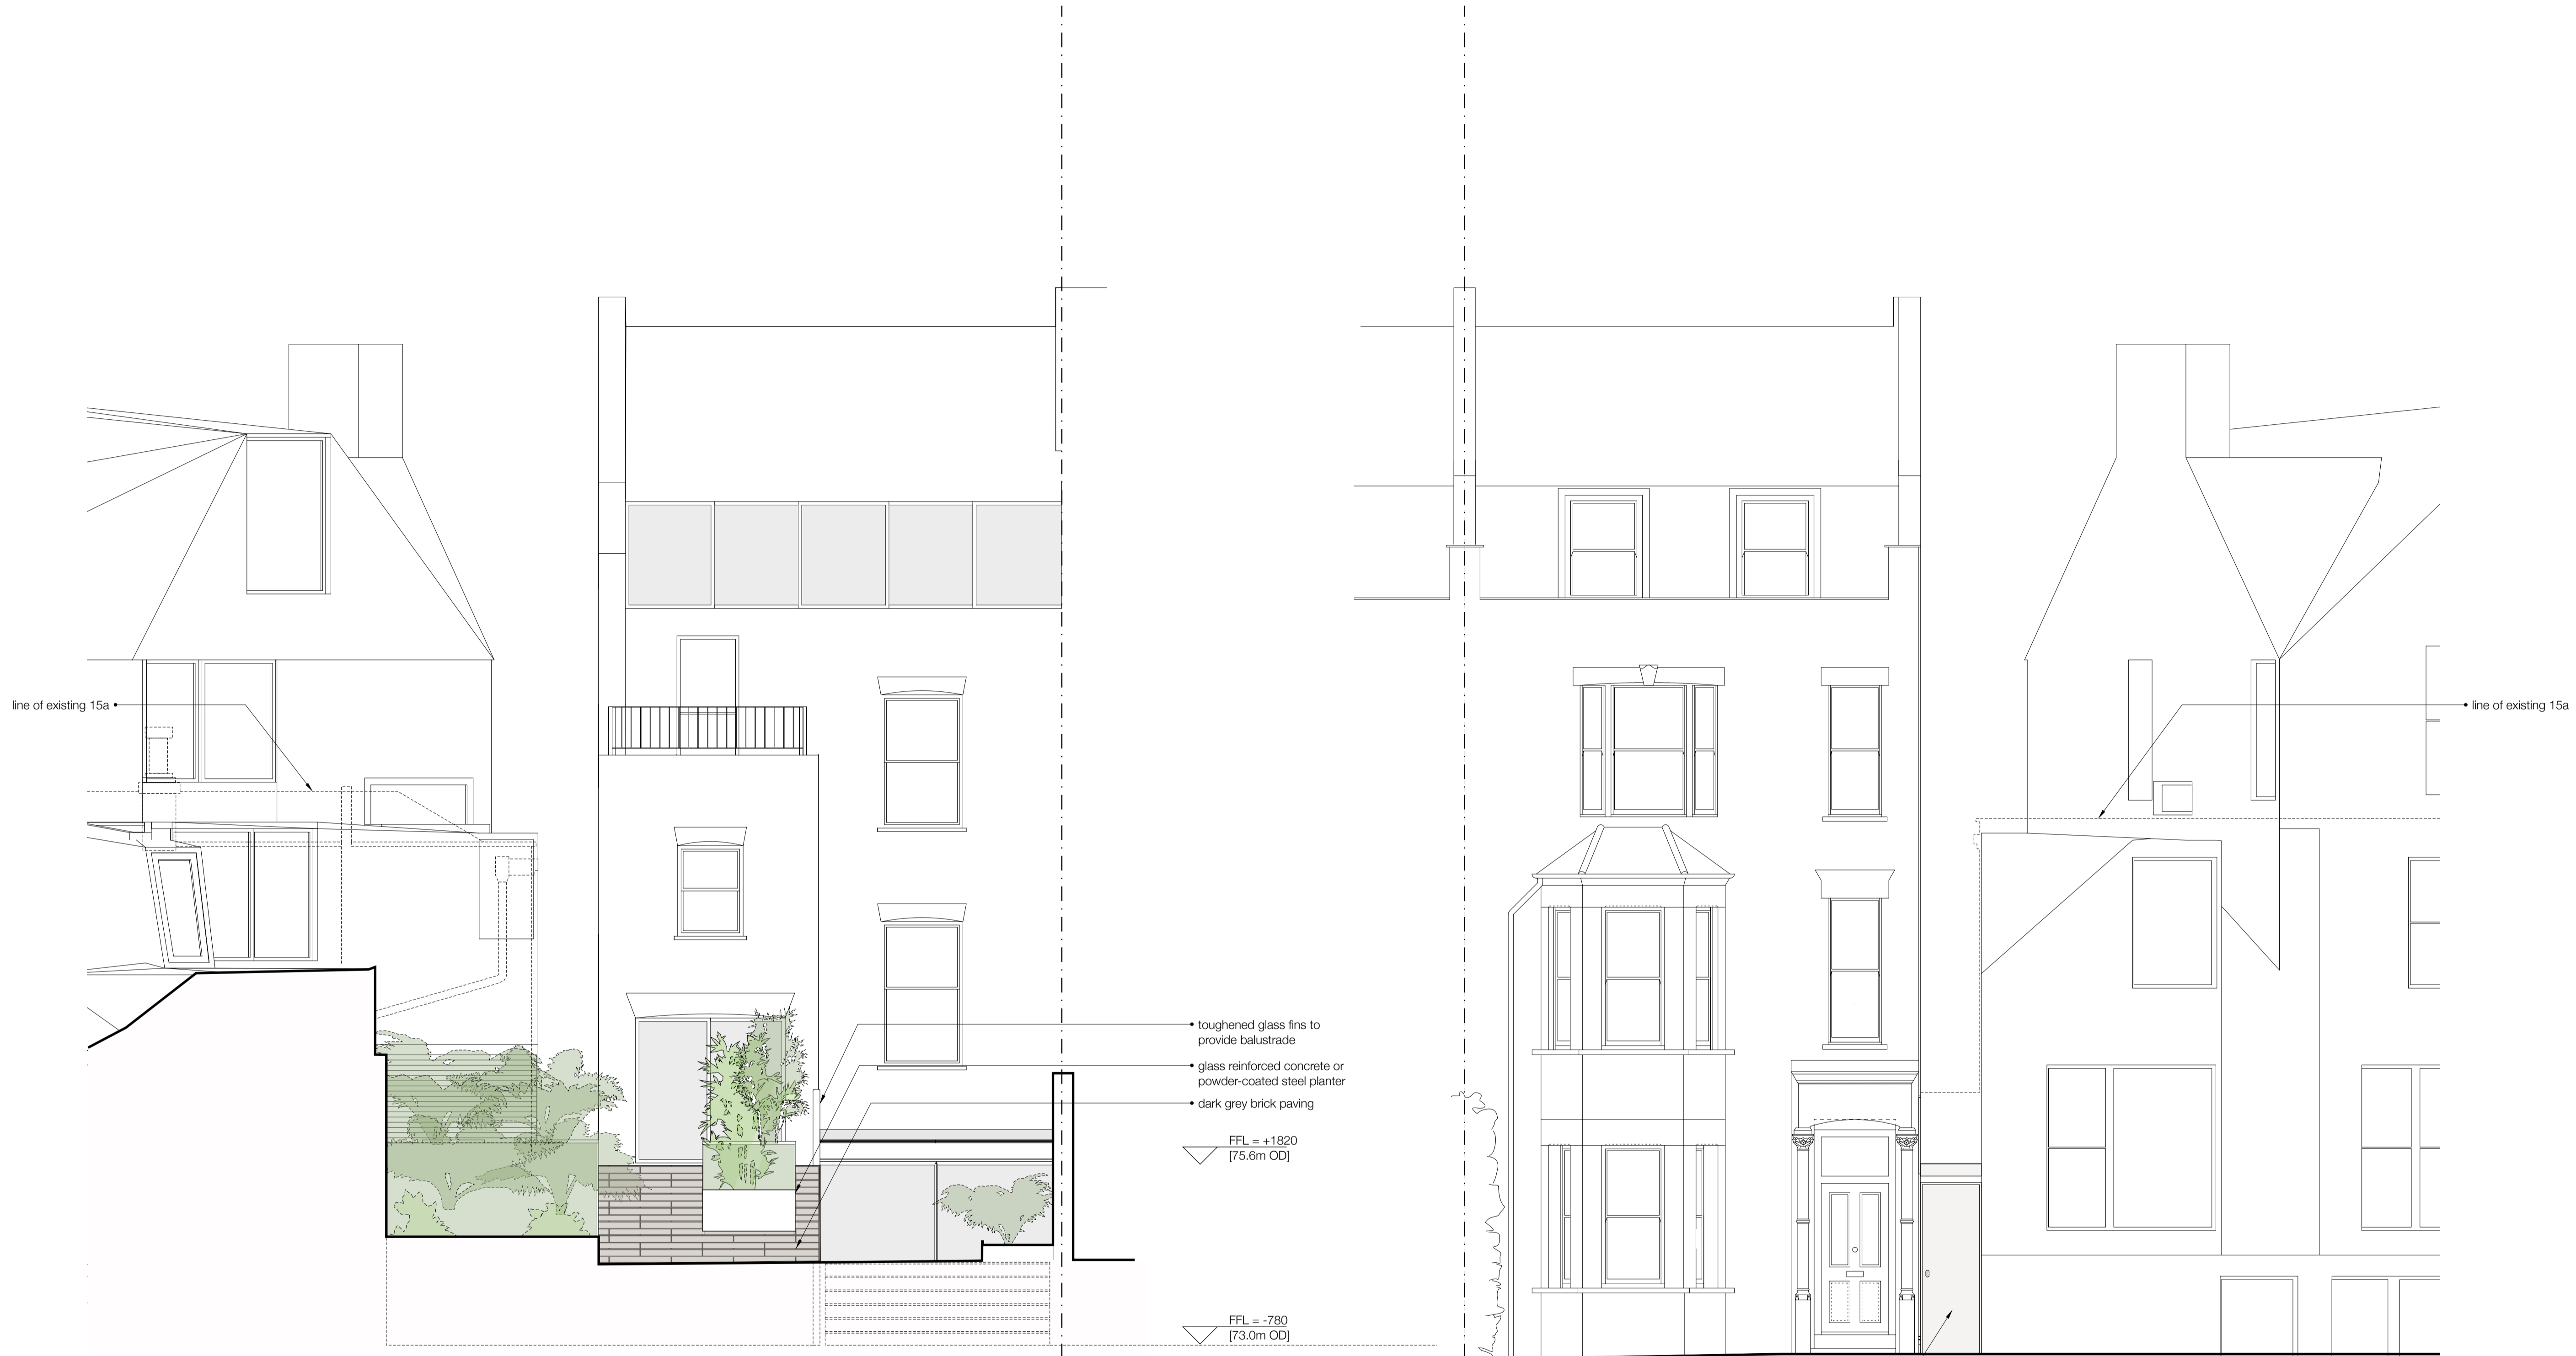 line of existing 15a
line of existing 15a
toughened glass fins to
provide balustrade
glass reinforced concrete or
powder-coated steel planter
dark grey brick paving
FFL = +1820
[75.6m OD]
FFL = -780
[73.0m OD]